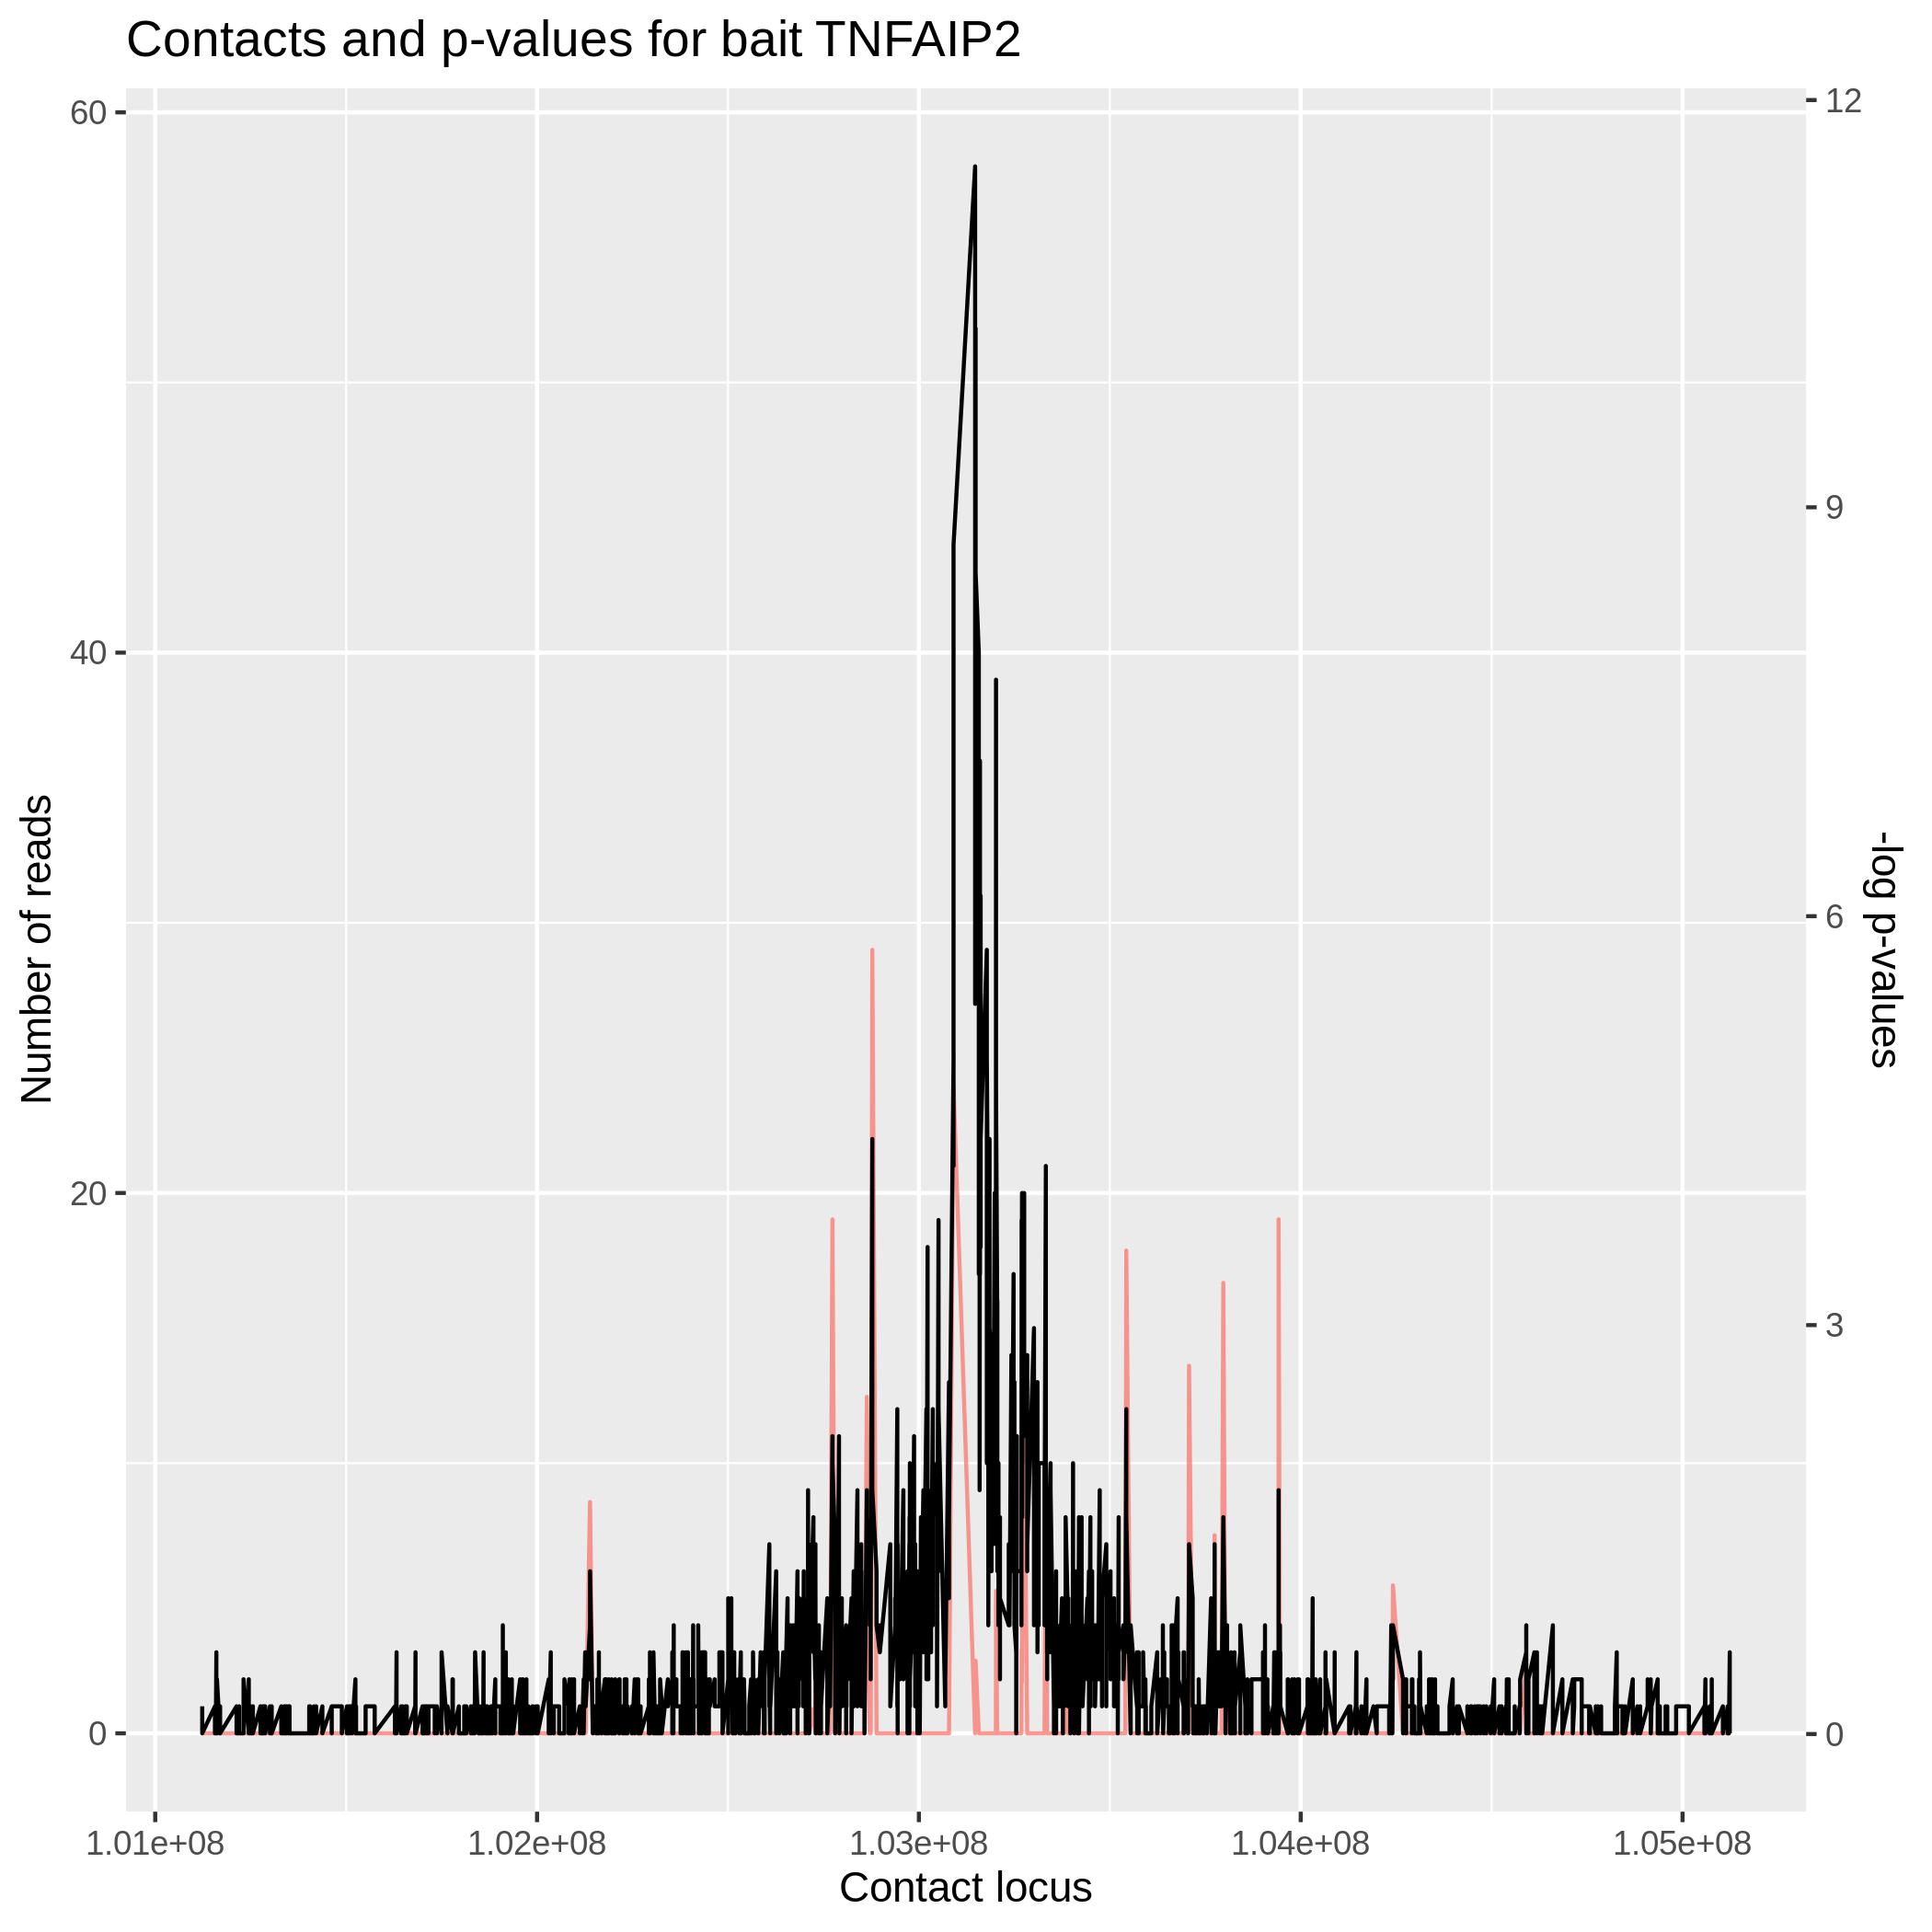 Contacts and p-values for bait TNFAIP2
60
40
20
0
12
9
6
3
0
Number of reads
-log p-values
1.01e+08
1.02e+08
1.03e+08
1.04e+08
1.05e+08
Contact locus